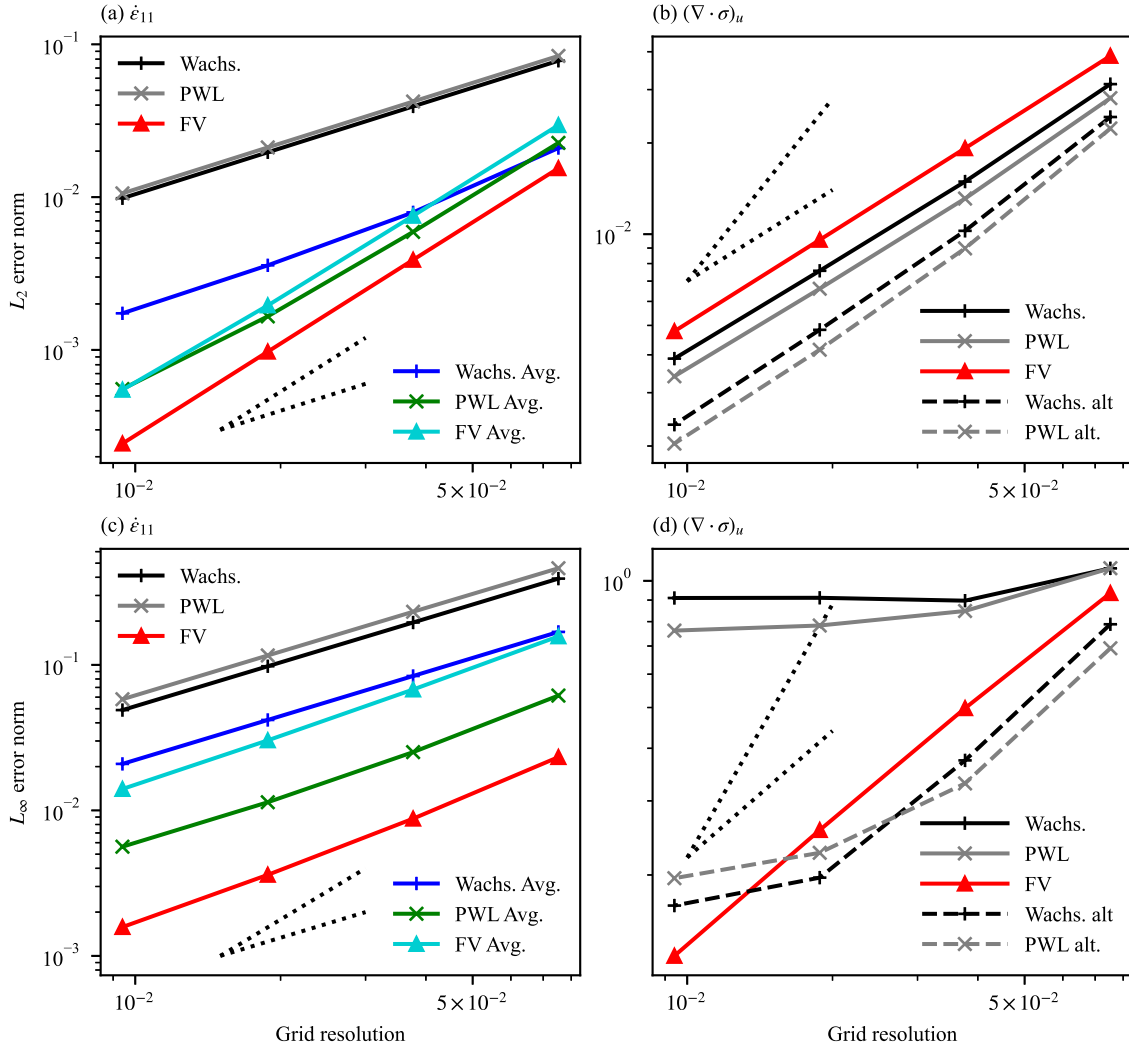 (a) ε̇₁₁
10⁻¹
10⁻²
10⁻³
L₂ error norm
Wachs.
PWL
FV
Wachs. Avg.
PWL Avg.
FV Avg.
10⁻²
5 × 10⁻²
(b) (∇ · σ)ᵤ
10⁻²
Wachs.
PWL
FV
Wachs. alt
PWL alt.
10⁻²
5 × 10⁻²
(c) ε̇₁₁
10⁻¹
10⁻²
10⁻³
L∞ error norm
Wachs.
PWL
FV
Wachs. Avg.
PWL Avg.
FV Avg.
10⁻²
5 × 10⁻²
Grid resolution
(d) (∇ · σ)ᵤ
10⁰
Wachs.
PWL
FV
Wachs. alt
PWL alt.
10⁻²
5 × 10⁻²
Grid resolution